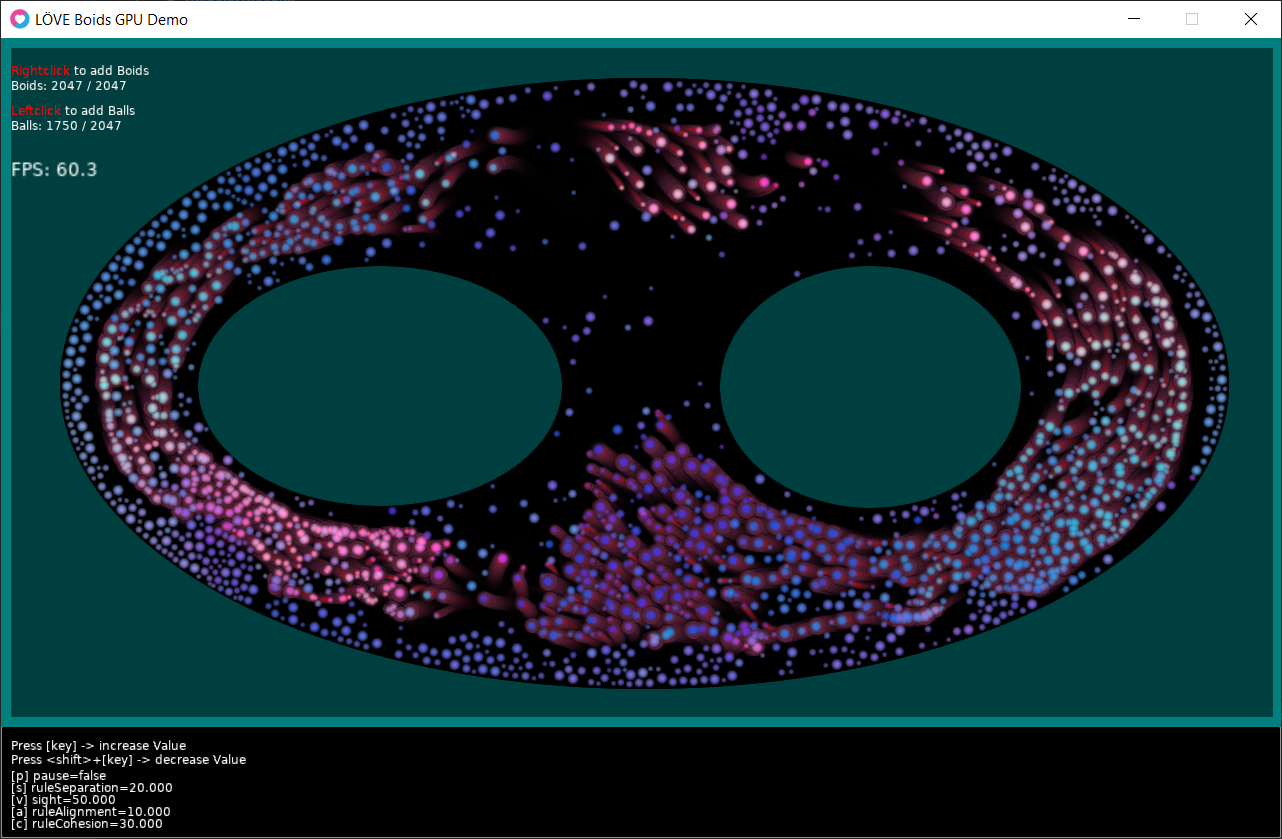 LÖVE Boids GPU Demo
Rightclick to add Boids
Boids: 2047 / 2047
Leftclick to add Balls
Balls: 1750 / 2047
FPS: 60.3
Press [key] -> increase Value
Press <shift>+[key] -> decrease Value
[p] pause=false
[s] ruleSeparation=20.000
[v] sight=50.000
[a] ruleAlignment=10.000
[c] ruleCohesion=30.000